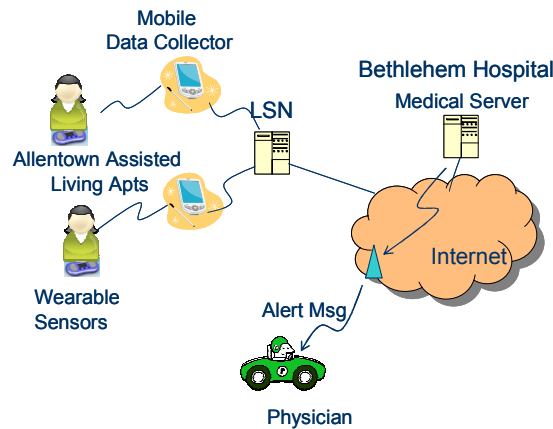 Mobile
Data Collector
Bethlehem Hospital
Medical Server
LSN
Allentown Assisted
Living Apts
Internet
Wearable
Sensors
Alert Msg
Physician